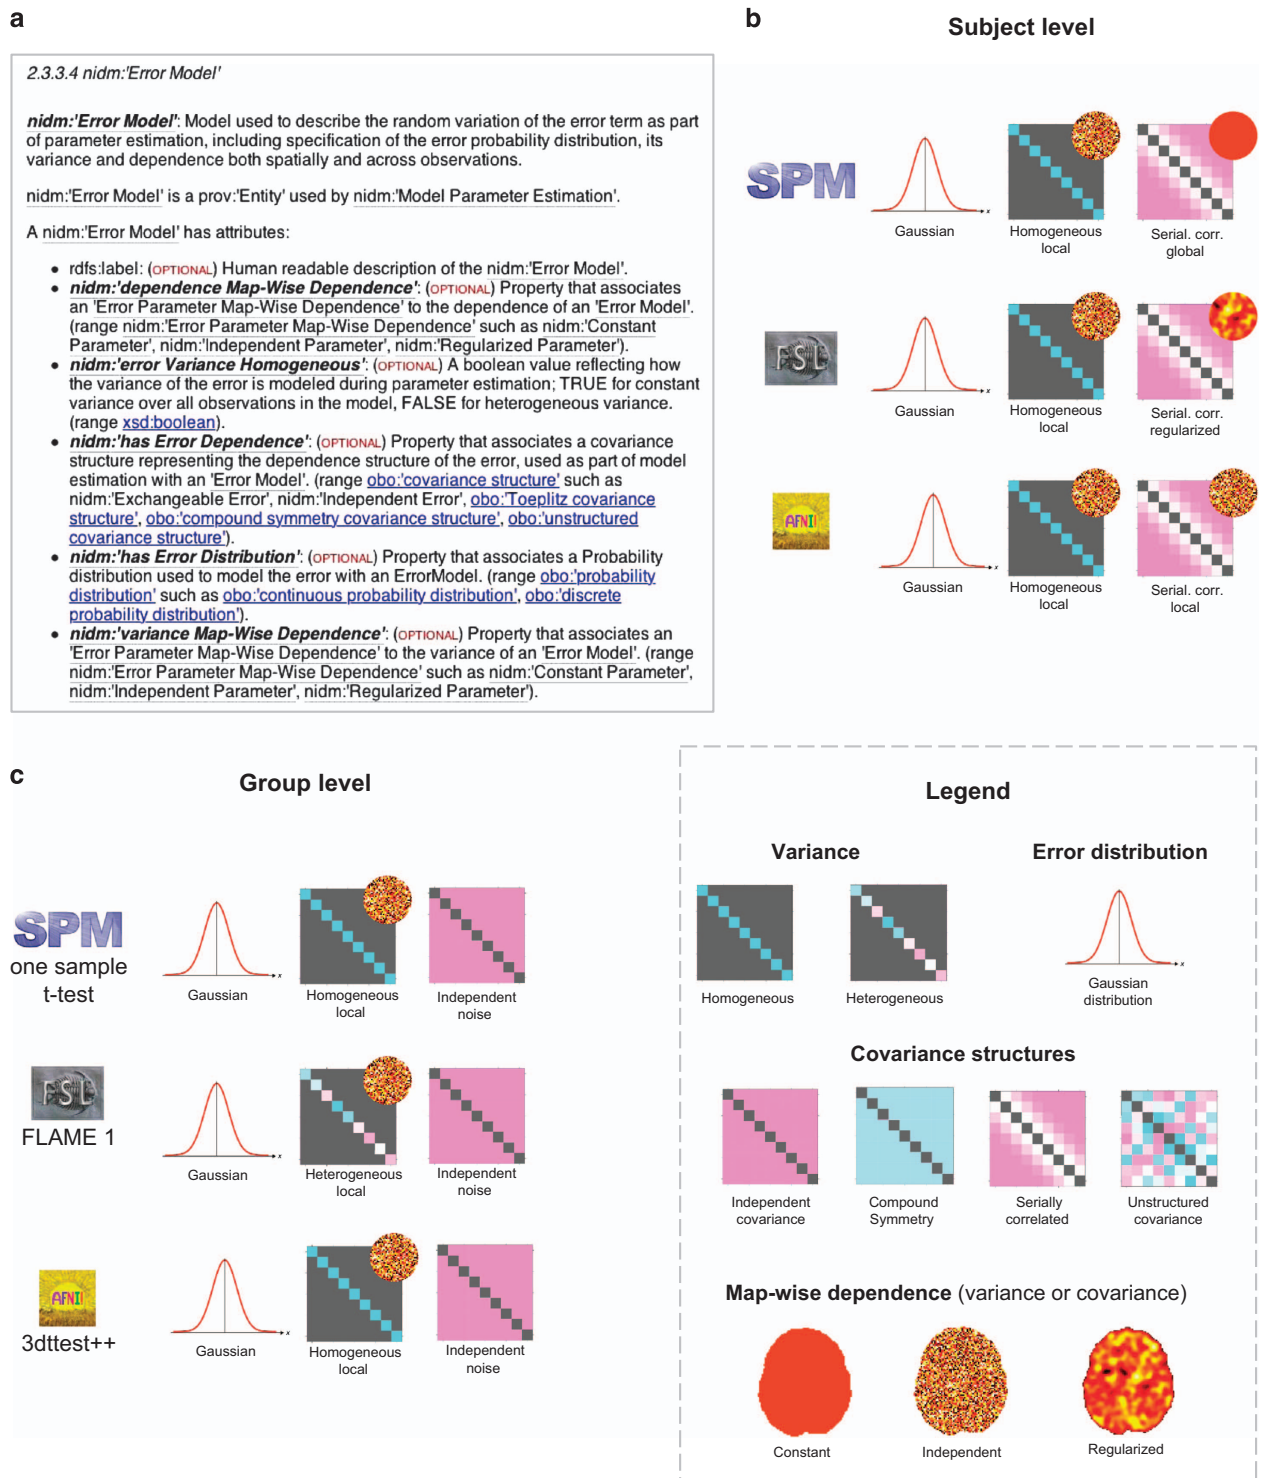 a
2.3.3.4 nidm:'Error Model'
nidm:'Error Model': Model used to describe the random variation of the error term as part
of parameter estimation, including specification of the error probability distribution, its
variance and dependence both spatially and across observations.
nidm:'Error Model' is a prov:'Entity' used by nidm:'Model Parameter Estimation'.
A nidm:'Error Model' has attributes:
• rdfs:label: (OPTIONAL) Human readable description of the nidm:'Error Model'.
• nidm:'dependence Map-Wise Dependence': (OPTIONAL) Property that associates
an 'Error Parameter Map-Wise Dependence' to the dependence of an 'Error Model'.
(range nidm:'Error Parameter Map-Wise Dependence' such as nidm:'Constant
Parameter', nidm:'Independent Parameter', nidm:'Regularized Parameter').
• nidm:'error Variance Homogeneous': (OPTIONAL) A boolean value reflecting how
the variance of the error is modeled during parameter estimation; TRUE for constant
variance over all observations in the model, FALSE for heterogeneous variance.
(range xsd:boolean).
• nidm:'has Error Dependence': (OPTIONAL) Property that associates a covariance
structure representing the dependence structure of the error, used as part of model
estimation with an 'Error Model'. (range obo:'covariance structure' such as
nidm:'Exchangeable Error', nidm:'Independent Error', obo:'Toeplitz covariance
structure', obo:'compound symmetry covariance structure', obo:'unstructured
covariance structure').
• nidm:'has Error Distribution': (OPTIONAL) Property that associates a Probability
distribution used to model the error with an ErrorModel. (range obo:'probability
distribution' such as obo:'continuous probability distribution', obo:'discrete
probability distribution').
• nidm:'variance Map-Wise Dependence': (OPTIONAL) Property that associates an
'Error Parameter Map-Wise Dependence' to the variance of an 'Error Model'. (range
nidm:'Error Parameter Map-Wise Dependence' such as nidm:'Constant Parameter',
nidm:'Independent Parameter', nidm:'Regularized Parameter').
b
Subject level
SPM
x
Gaussian
Homogeneous
local
Serial. corr.
global
FSL
x
Gaussian
Homogeneous
local
Serial. corr.
regularized
AFNI
x
Gaussian
Homogeneous
local
Serial. corr.
local
c
Group level
SPM
one sample
t-test
x
Gaussian
Homogeneous
local
Independent
noise
FSL
FLAME 1
x
Gaussian
Heterogeneous
local
Independent
noise
AFNI
3dttest++
x
Gaussian
Homogeneous
local
Independent
noise
Legend
Variance
Homogeneous
Heterogeneous
Error distribution
x
Gaussian
distribution
Covariance structures
Independent
covariance
Compound
Symmetry
Serially
correlated
Unstructured
covariance
Map-wise dependence (variance or covariance)
Constant
Independent
Regularized